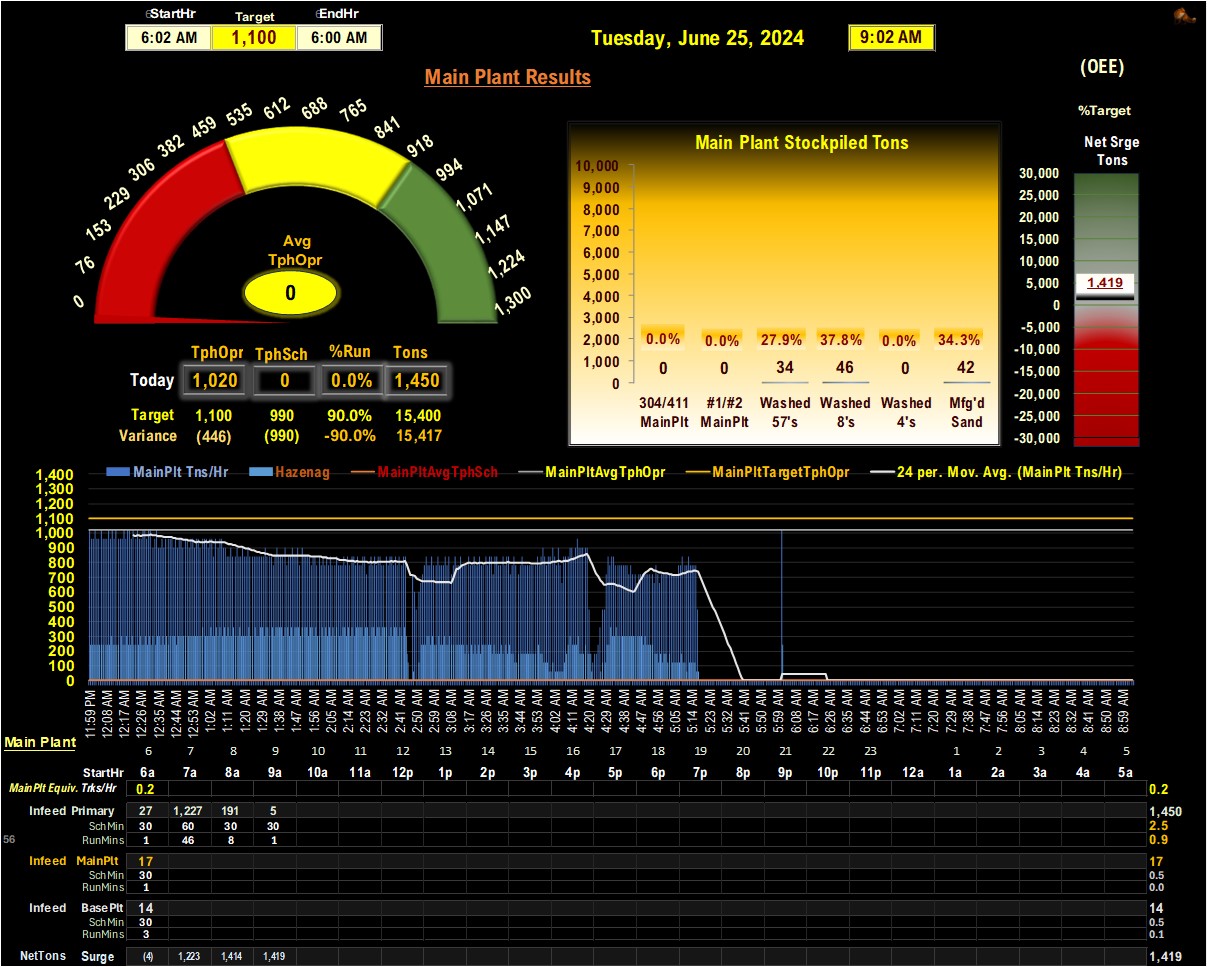 StartHr Target EndHr
6:02 AM 1,100 6:00 AM
Tuesday, June 25, 2024 9:02 AM
Main Plant Results
(OEE)
%Target
Net Srge
Tons
0 76 153 229 306 382 459 535 612 688 765 841 918 994 1,071 1,147 1,224 1,300
Avg
TphOpr
0
TphOpr TphSch %Run Tons
Today 1,020 0 0.0% 1,450
Target 1,100 990 90.0% 15,400
Variance (446) (990) -90.0% 15,417
Main Plant Stockpiled Tons
10,000
9,000
8,000
7,000
6,000
5,000
4,000
3,000
2,000
1,000
0
0.0% 0.0% 27.9% 37.8% 0.0% 34.3%
0 0 34 46 0 42
304/411 #1/#2 Washed Washed Washed Mfg'd
MainPlt MainPlt 57's 8's 4's Sand
30,000
25,000
20,000
15,000
10,000
5,000
0
-5,000
-10,000
-15,000
-20,000
-25,000
-30,000
1,419
MainPlt Tns/Hr Hazenag MainPltAvgTphSch MainPltAvgTphOpr MainPltTargetTphOpr 24 per. Mov. Avg. (MainPlt Tns/Hr)
1,400
1,300
1,200
1,100
1,000
900
800
700
600
500
400
300
200
100
0
11:59 PM 12:08 AM 12:17 AM 12:26 AM 12:35 AM 12:44 AM 12:53 AM 1:02 AM 1:11 AM 1:20 AM 1:29 AM 1:38 AM 1:47 AM 1:56 AM 2:05 AM 2:14 AM 2:23 AM 2:32 AM 2:41 AM 2:50 AM 2:59 AM 3:08 AM 3:17 AM 3:26 AM 3:35 AM 3:44 AM 3:53 AM 4:02 AM 4:11 AM 4:20 AM 4:29 AM 4:38 AM 4:47 AM 4:56 AM 5:05 AM 5:14 AM 5:23 AM 5:32 AM 5:41 AM 5:50 AM 5:59 AM 6:08 AM 6:17 AM 6:26 AM 6:35 AM 6:44 AM 6:53 AM 7:02 AM 7:11 AM 7:20 AM 7:29 AM 7:38 AM 7:47 AM 7:56 AM 8:05 AM 8:14 AM 8:23 AM 8:32 AM 8:41 AM 8:50 AM 8:59 AM
Main Plant
6 7 8 9 10 11 12 13 14 15 16 17 18 19 20 21 22 23 1 2 3 4 5
StartHr 6a 7a 8a 9a 10a 11a 12p 1p 2p 3p 4p 5p 6p 7p 8p 9p 10p 11p 12a 1a 2a 3a 4a 5a
MainPlt Equiv. Trks/Hr 0.2 0.2
Infeed Primary 27 1,227 191 5 1,450
SchMin 30 60 30 30 2.5
56 RunMins 1 46 8 1 0.9
Infeed MainPlt 17 17
SchMin 30 0.5
RunMins 1 0.0
Infeed BasePlt 14 14
SchMin 30 0.5
RunMins 3 0.1
NetTons Surge (4) 1,223 1,414 1,419 1,419